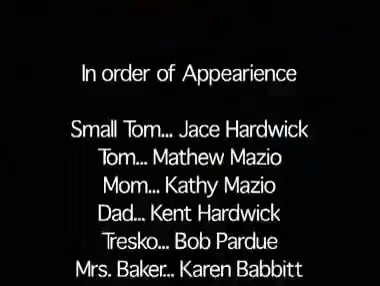 In order of Appearience
Small Tom... Jace Hardwick
Tom... Mathew Mazio
Mom... Kathy Mazio
Dad... Kent Hardwick
Tresko... Bob Pardue
Mrs. Baker... Karen Babbitt